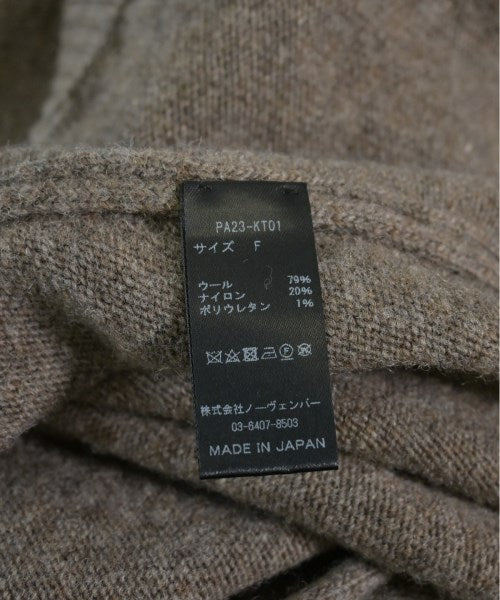 PA23-KT01
サイズ F
ウール 79%
ナイロン 20%
ポリウレタン 1%
株式会社ノーヴェンバー
03-6407-8503
MADE IN JAPAN